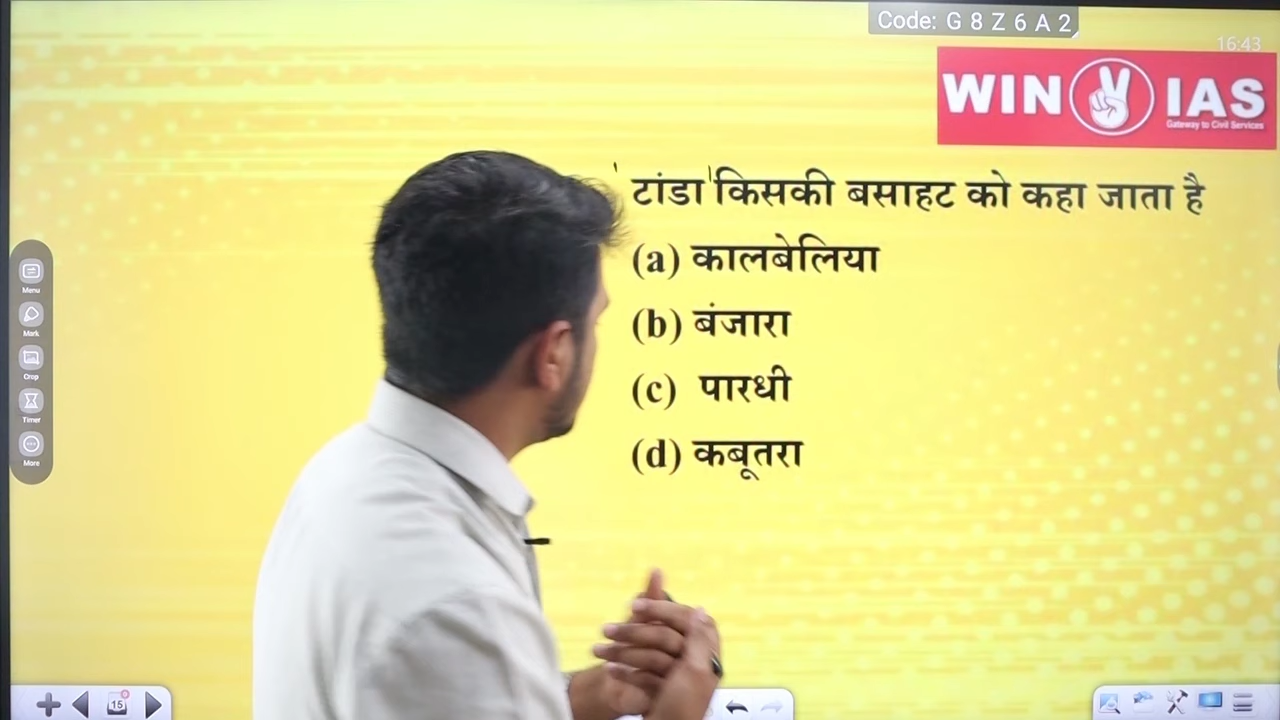 Code: G 8 Z 6 A 2
16:43
WIN IAS
Gateway to Civil Services
'टांडा' किसकी बसाहट को कहा जाता है
(a) कालबेलिया
(b) बंजारा
(c) पारधी
(d) कबूतरा
Menu
Mark
Crop
Timer
More
15